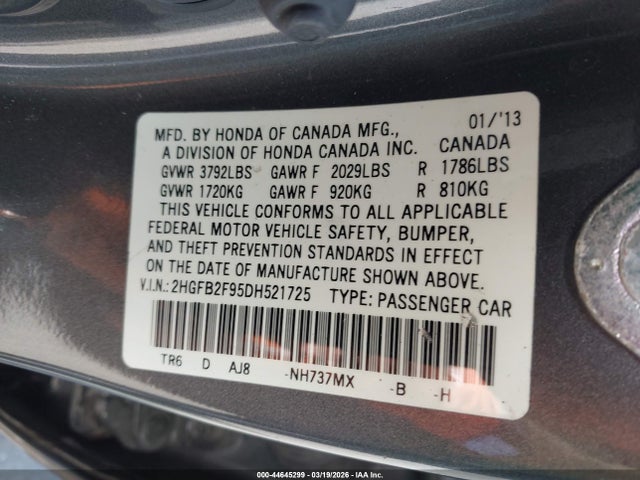 01/'13
MFD. BY HONDA OF CANADA MFG.,
A DIVISION OF HONDA CANADA INC. CANADA
GVWR 3792LBS GAWR F 2029LBS R 1786LBS
GVWR 1720KG GAWR F 920KG R 810KG
THIS VEHICLE CONFORMS TO ALL APPLICABLE
FEDERAL MOTOR VEHICLE SAFETY, BUMPER,
AND THEFT PREVENTION STANDARDS IN EFFECT
ON THE DATE OF MANUFACTURE SHOWN ABOVE.
V.I.N.: 2HGFB2F95DH521725 TYPE: PASSENGER CAR
TR6 D AJ8 -NH737MX -B -H
000-44645299 - 03/19/2026 - IAA Inc.